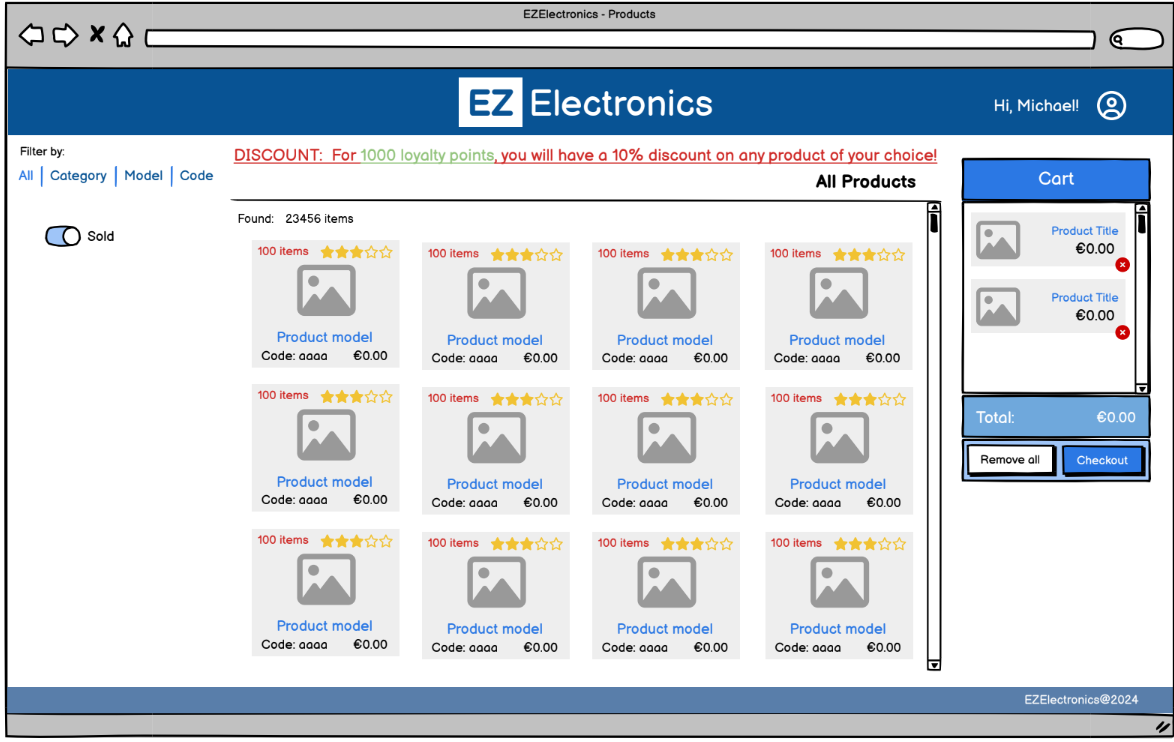 EZElectronics - Products
EZ Electronics
Hi, Michael!
Filter by:
All | Category | Model | Code
Sold
DISCOUNT: For 1000 loyalty points, you will have a 10% discount on any product of your choice!
All Products
Found: 23456 items
100 items
Product model
Code: aaaa €0.00
100 items
Product model
Code: aaaa €0.00
100 items
Product model
Code: aaaa €0.00
100 items
Product model
Code: aaaa €0.00
100 items
Product model
Code: aaaa €0.00
100 items
Product model
Code: aaaa €0.00
100 items
Product model
Code: aaaa €0.00
100 items
Product model
Code: aaaa €0.00
100 items
Product model
Code: aaaa €0.00
100 items
Product model
Code: aaaa €0.00
100 items
Product model
Code: aaaa €0.00
100 items
Product model
Code: aaaa €0.00
Cart
Product Title
€0.00
Product Title
€0.00
Total: €0.00
Remove all
Checkout
EZElectronics@2024